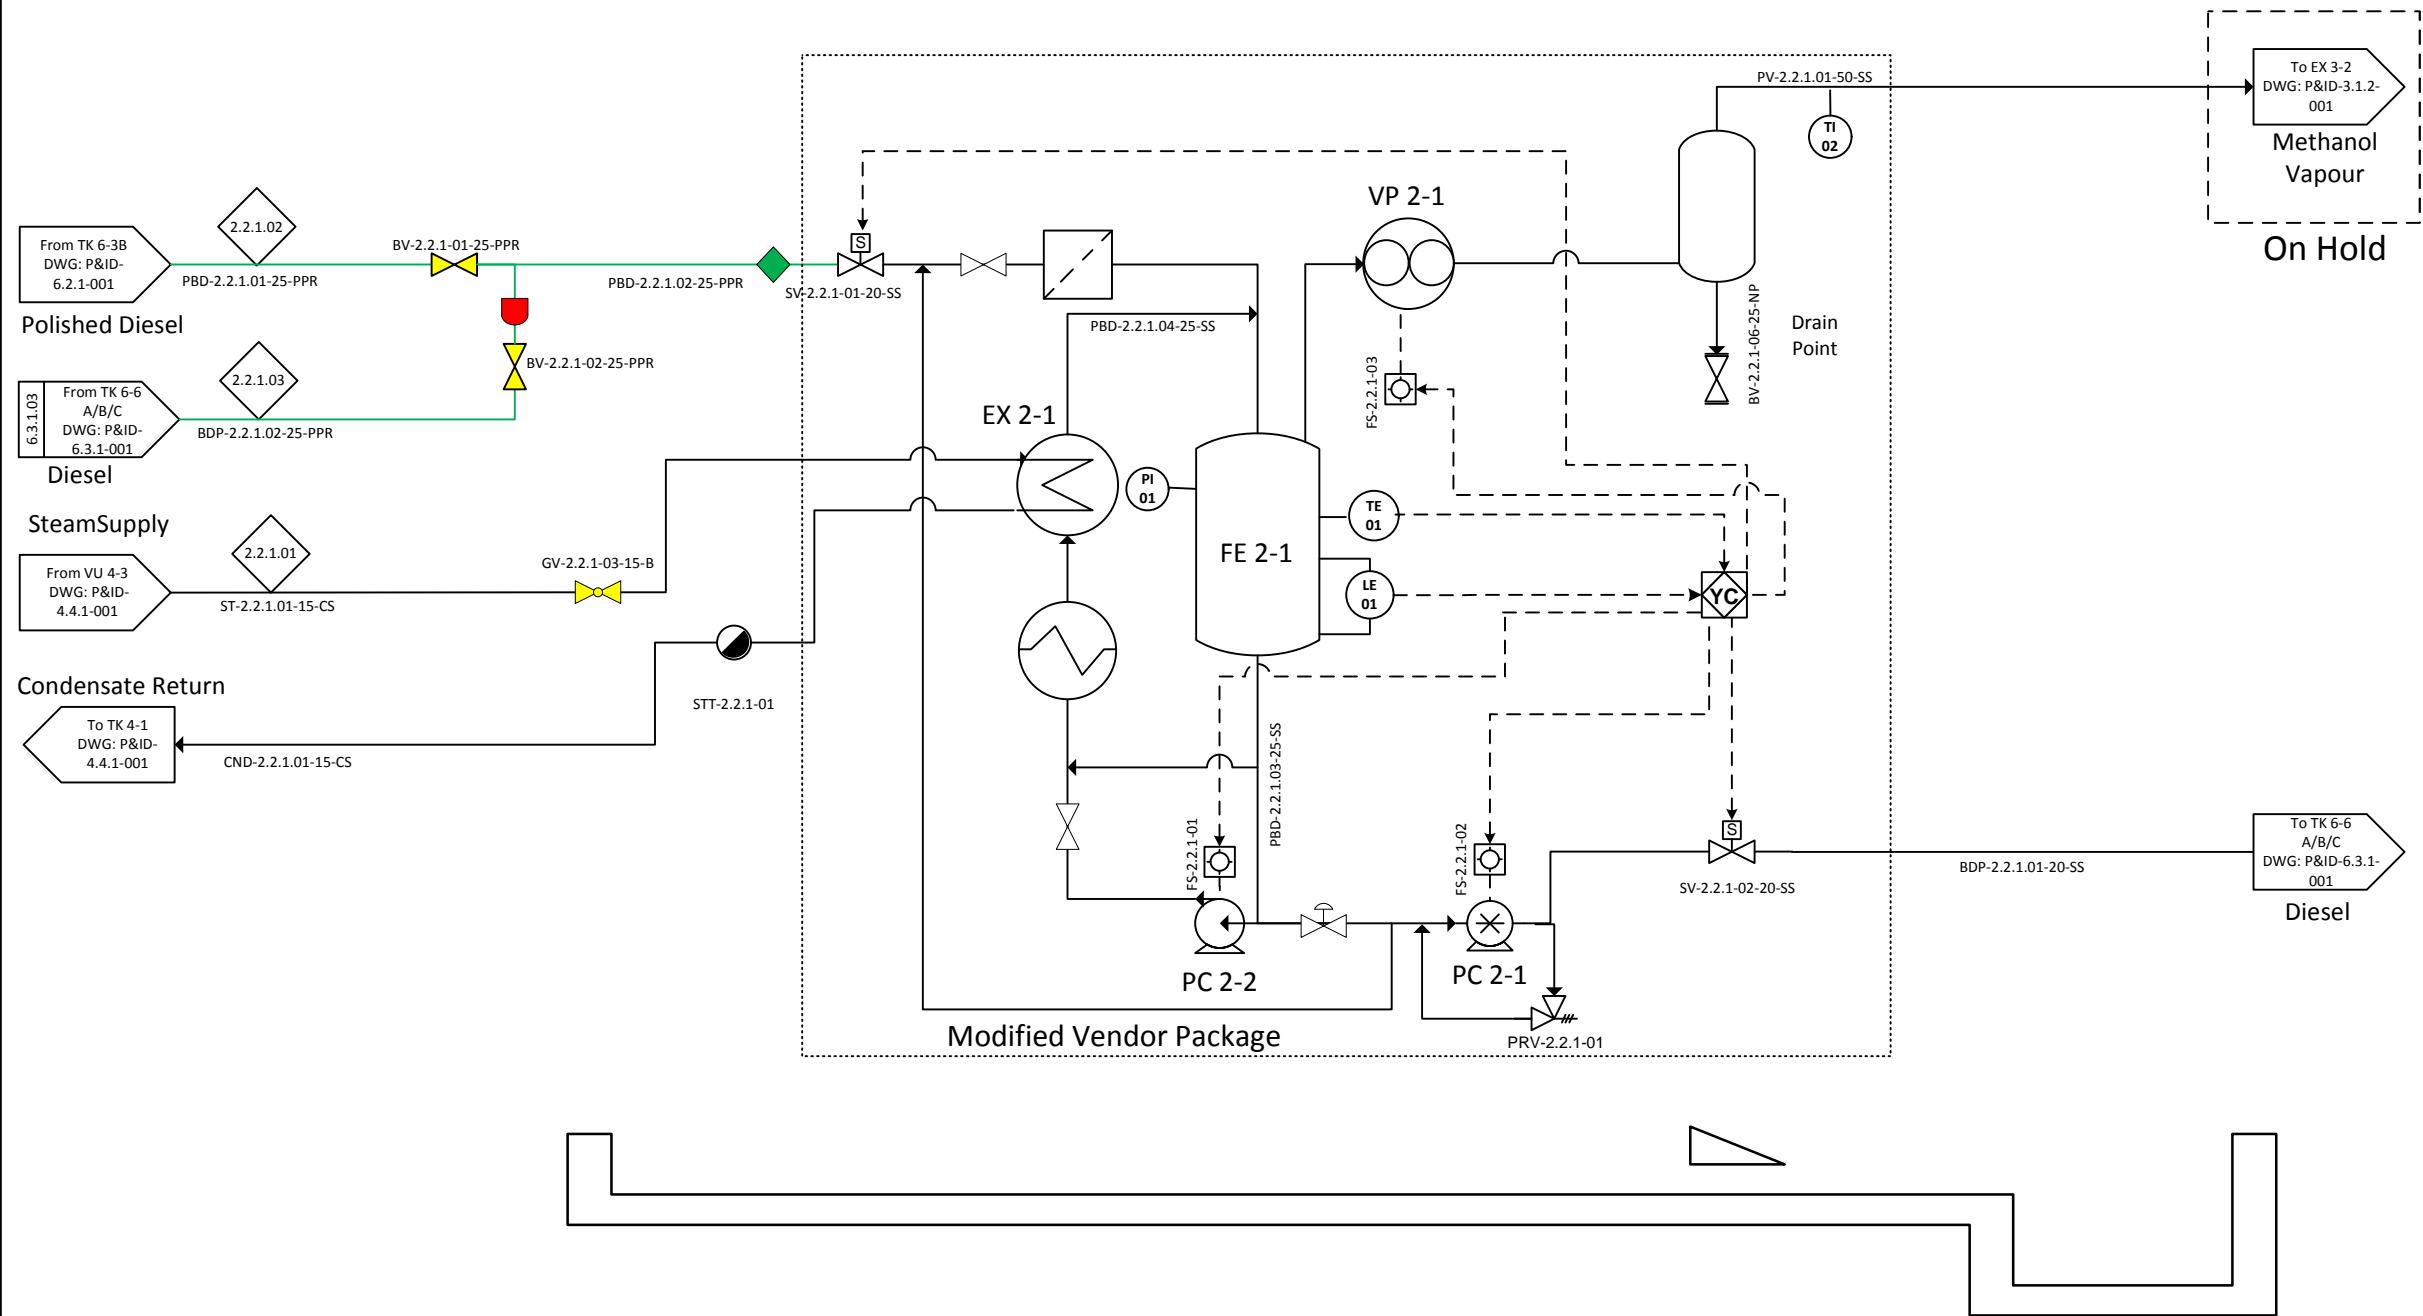 To EX 3-2
DWG: P&ID-3.1.2-
001
Methanol
Vapour
On Hold
PV-2.2.1.01-50-SS
TI
02
VP 2-1
2.2.1.02
From TK 6-3B
DWG: P&ID-
6.2.1-001
Polished Diesel
PBD-2.2.1.01-25-PPR
BV-2.2.1-01-25-PPR
PBD-2.2.1.02-25-PPR
S
SV-2.2.1-01-20-SS
PBD-2.2.1.04-25-SS
BV-2.2.1-06-25-NP
Drain
Point
BV-2.2.1-02-25-PPR
2.2.1.03
6.3.1.03
From TK 6-6
A/B/C
DWG: P&ID-
6.3.1-001
Diesel
BDP-2.2.1.02-25-PPR
FS-2.2.1-03
EX 2-1
PI
01
TE
01
FE 2-1
LE
01
YC
SteamSupply
2.2.1.01
From VU 4-3
DWG: P&ID-
4.4.1-001
ST-2.2.1.01-15-CS
GV-2.2.1-03-15-B
STT-2.2.1-01
Condensate Return
To TK 4-1
DWG: P&ID-
4.4.1-001
CND-2.2.1.01-15-CS
PBD-2.2.1.03-25-SS
FS-2.2.1-01
FS-2.2.1-02
S
SV-2.2.1-02-20-SS
BDP-2.2.1.01-20-SS
To TK 6-6
A/B/C
DWG: P&ID-6.3.1-
001
Diesel
PC 2-2
PC 2-1
PRV-2.2.1-01
Modified Vendor Package